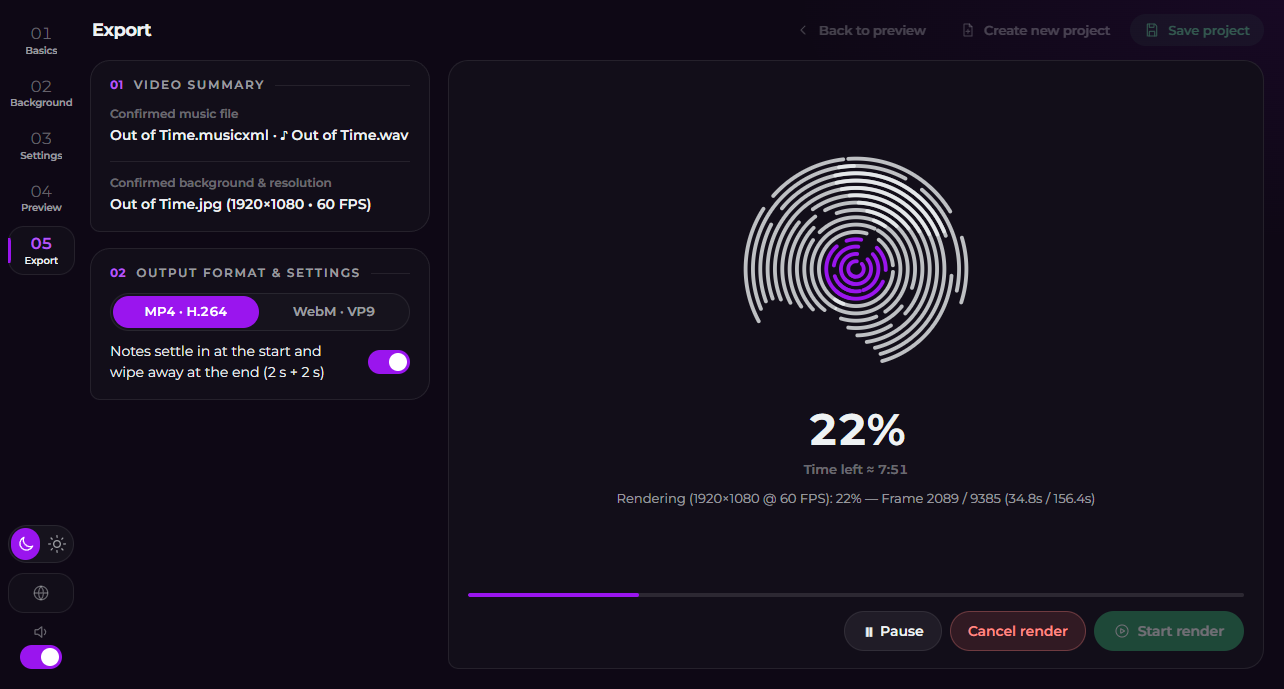 Export
Back to preview
Create new project
Save project
01
Basics
02
Background
03
Settings
04
Preview
05
Export
01 VIDEO SUMMARY
Confirmed music file
Out of Time.musicxml · ♪ Out of Time.wav
Confirmed background & resolution
Out of Time.jpg (1920×1080 • 60 FPS)
02 OUTPUT FORMAT & SETTINGS
MP4 · H.264
WebM · VP9
Notes settle in at the start and
wipe away at the end (2 s + 2 s)
22%
Time left ≈ 7:51
Rendering (1920×1080 @ 60 FPS): 22% — Frame 2089 / 9385 (34.8s / 156.4s)
Pause
Cancel render
Start render